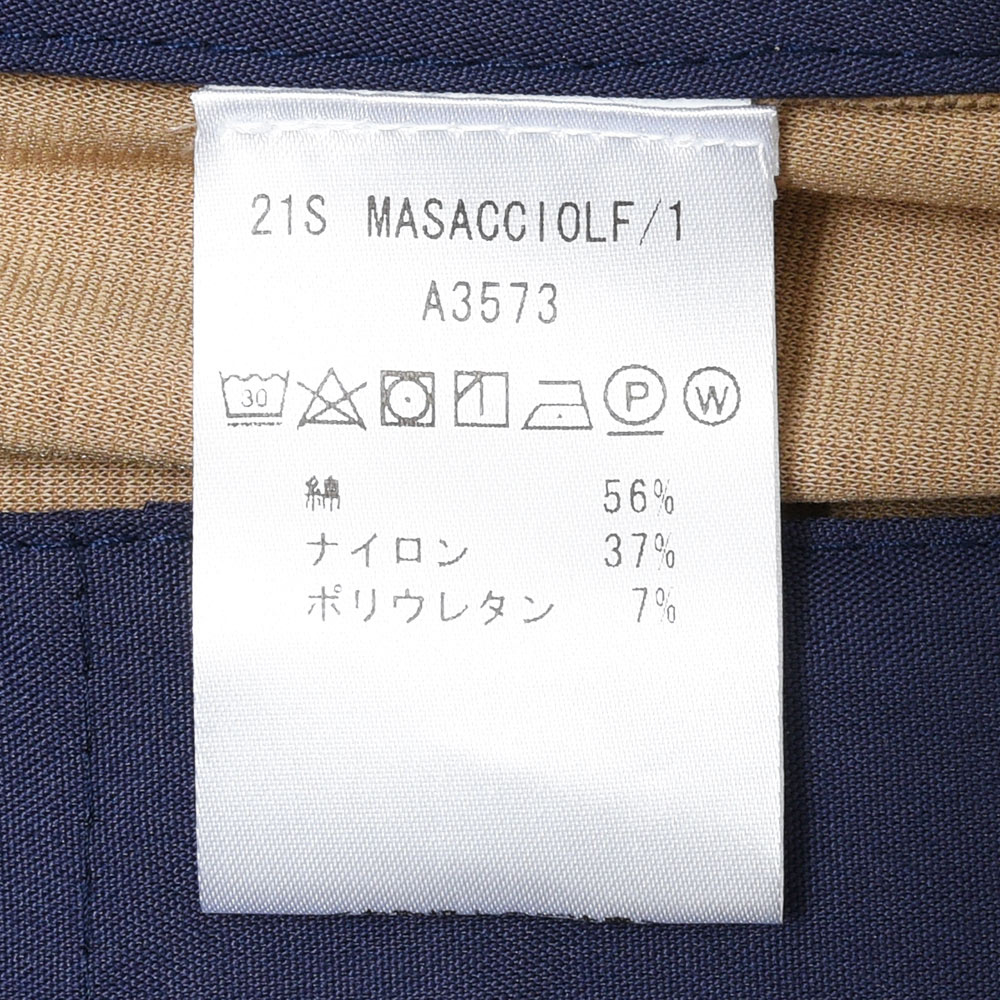 21S MASACCIOLF/1
A3573
30 P W
綿 56%
ナイロン 37%
ポリウレタン 7%